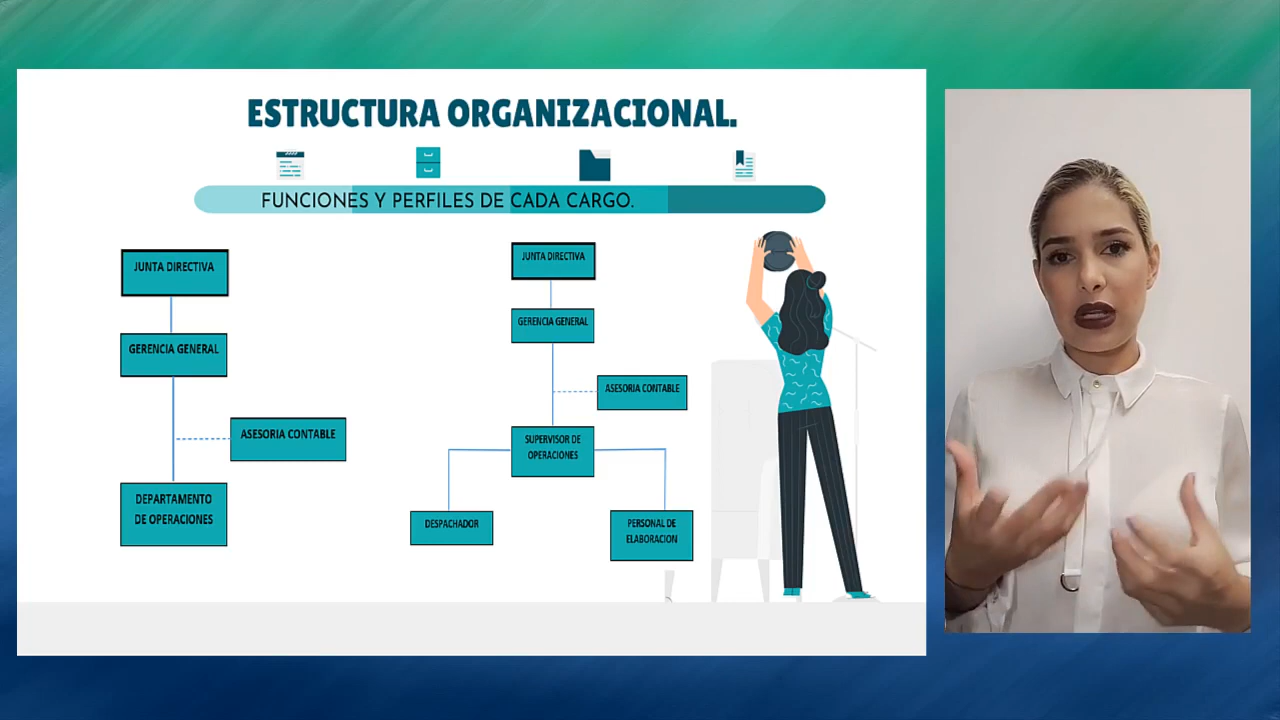 ESTRUCTURA ORGANIZACIONAL.
FUNCIONES Y PERFILES DE CADA CARGO.
JUNTA DIRECTIVA
GERENCIA GENERAL
ASESORIA CONTABLE
DEPARTAMENTO
DE OPERACIONES
JUNTA DIRECTIVA
GERENCIA GENERAL
ASESORIA CONTABLE
SUPERVISOR DE
OPERACIONES
DESPACHADOR
PERSONAL DE
ELABORACION